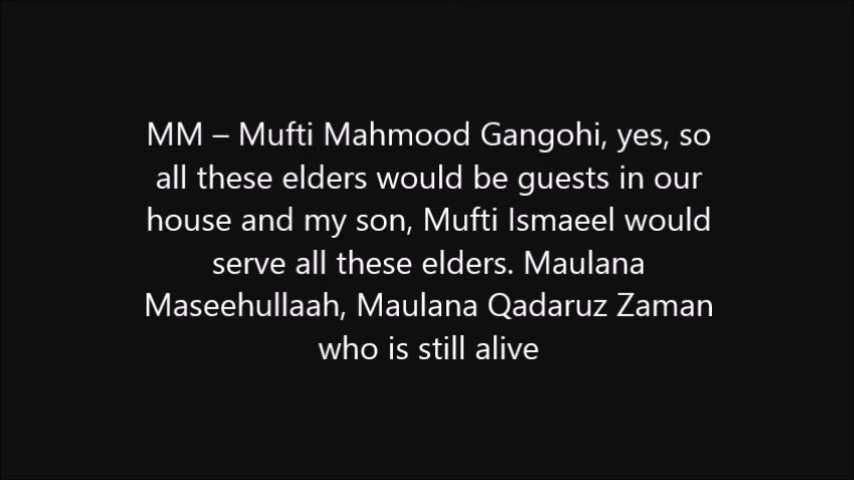 MM – Mufti Mahmood Gangohi, yes, so
all these elders would be guests in our
house and my son, Mufti Ismaeel would
serve all these elders. Maulana
Maseehullaah, Maulana Qadaruz Zaman
who is still alive